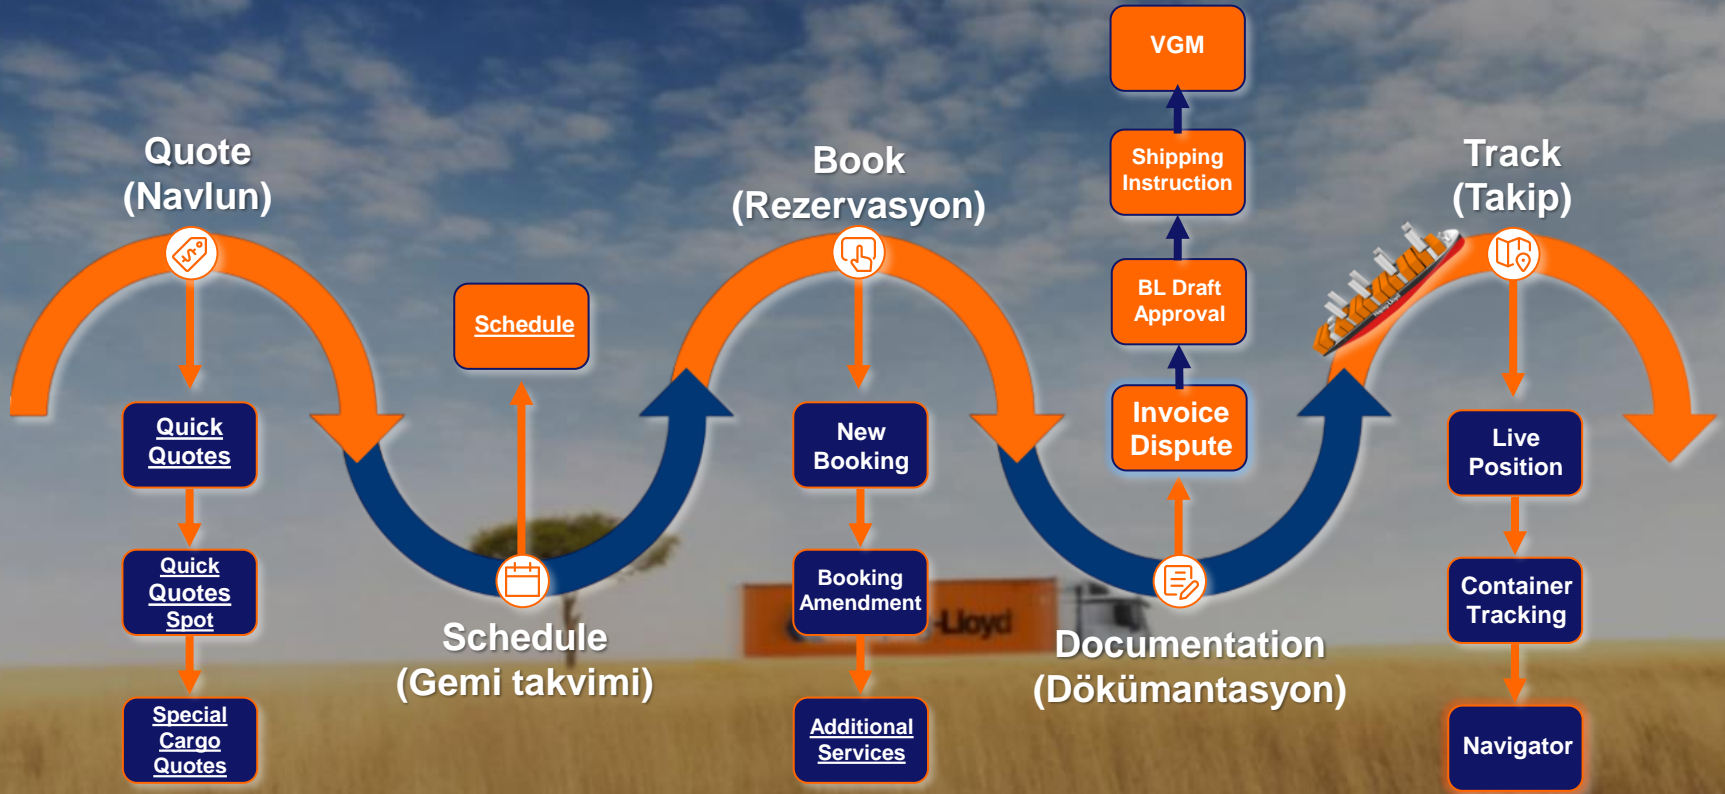 Quote
(Navlun)
Quick
Quotes
Quick
Quotes
Spot
Special
Cargo
Quotes
Schedule
Schedule
(Gemi takvimi)
Book
(Rezervasyon)
New
Booking
Booking
Amendment
Additional
Services
VGM
Shipping
Instruction
BL Draft
Approval
Invoice
Dispute
Documentation
(Dökümantasyon)
Track
(Takip)
Live
Position
Container
Tracking
Navigator
-Lloyd